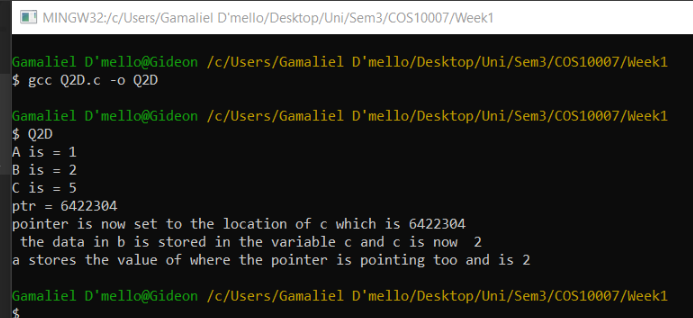 MINGW32:/c/Users/Gamaliel D'mello/Desktop/Uni/Sem3/COS10007/Week1
Gamaliel D'mello@Gideon /c/Users/Gamaliel D'mello/Desktop/Uni/Sem3/COS10007/Week1
$ gcc Q2D.c -o Q2D
Gamaliel D'mello@Gideon /c/Users/Gamaliel D'mello/Desktop/Uni/Sem3/COS10007/Week1
$ Q2D
A is = 1
B is = 2
C is = 5
ptr = 6422304
pointer is now set to the location of c which is 6422304
 the data in b is stored in the variable c and c is now  2
a stores the value of where the pointer is pointing too and is 2
Gamaliel D'mello@Gideon /c/Users/Gamaliel D'mello/Desktop/Uni/Sem3/COS10007/Week1
$